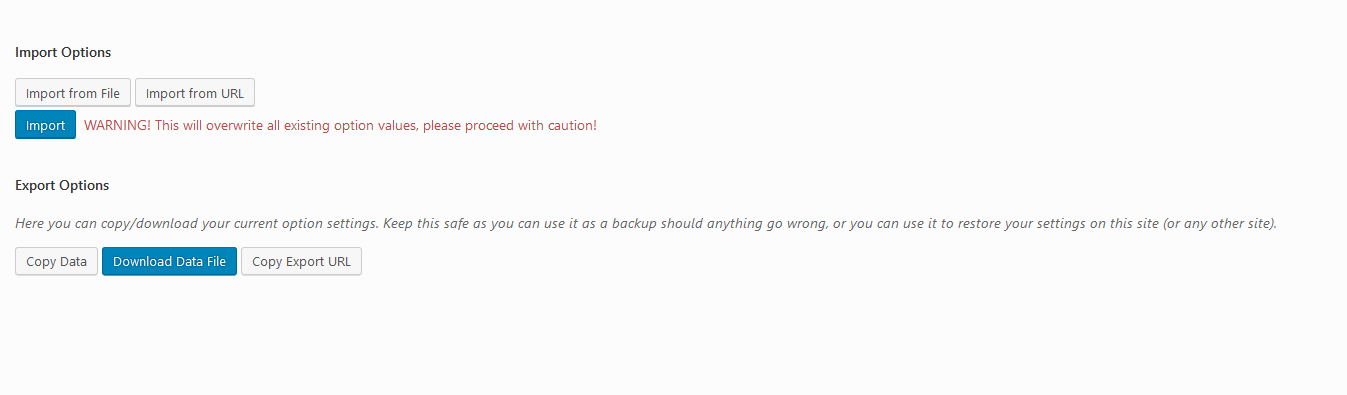 Import Options
Import from File Import from URL
Import WARNING! This will overwrite all existing option values, please proceed with caution!
Export Options
Here you can copy/download your current option settings. Keep this safe as you can use it as a backup should anything go wrong, or you can use it to restore your settings on this site (or any other site).
Copy Data Download Data File Copy Export URL